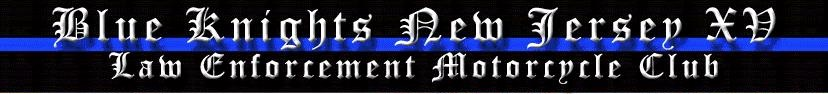 Blue Knights New Jersey XV
Law Enforcement Motorcycle Club